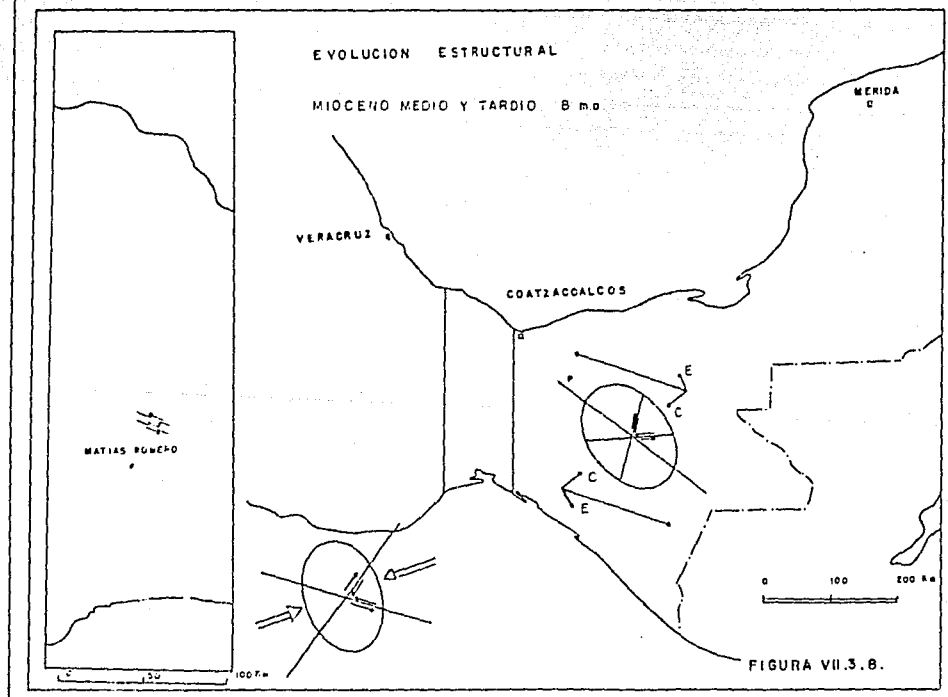 EVOLUCION ESTRUCTURAL
MIOCENO MEDIO Y TARDIO. 8 m.a.
MERIDA
VERACRUZ
COATZACOALCOS
E
P
C
MATIAS ROMERO
C
E
0 100 200 Km
0 50 100 Km
FIGURA VII.3.8.